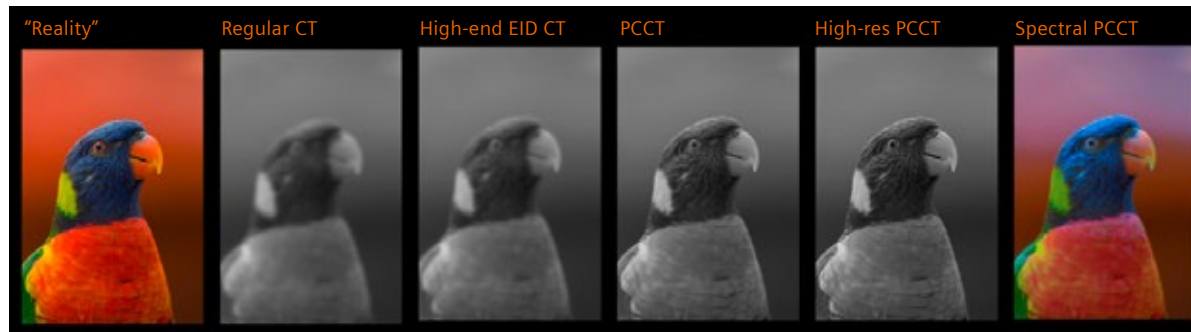 “Reality” Regular CT High-end EID CT PCCT High-res PCCT Spectral PCCT